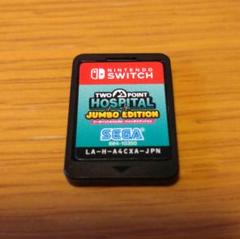 NINTENDO
SWITCH
TWO POINT
HOSPITAL
JUMBO EDITION
SEGA
LA-H-A4CXA-JPN